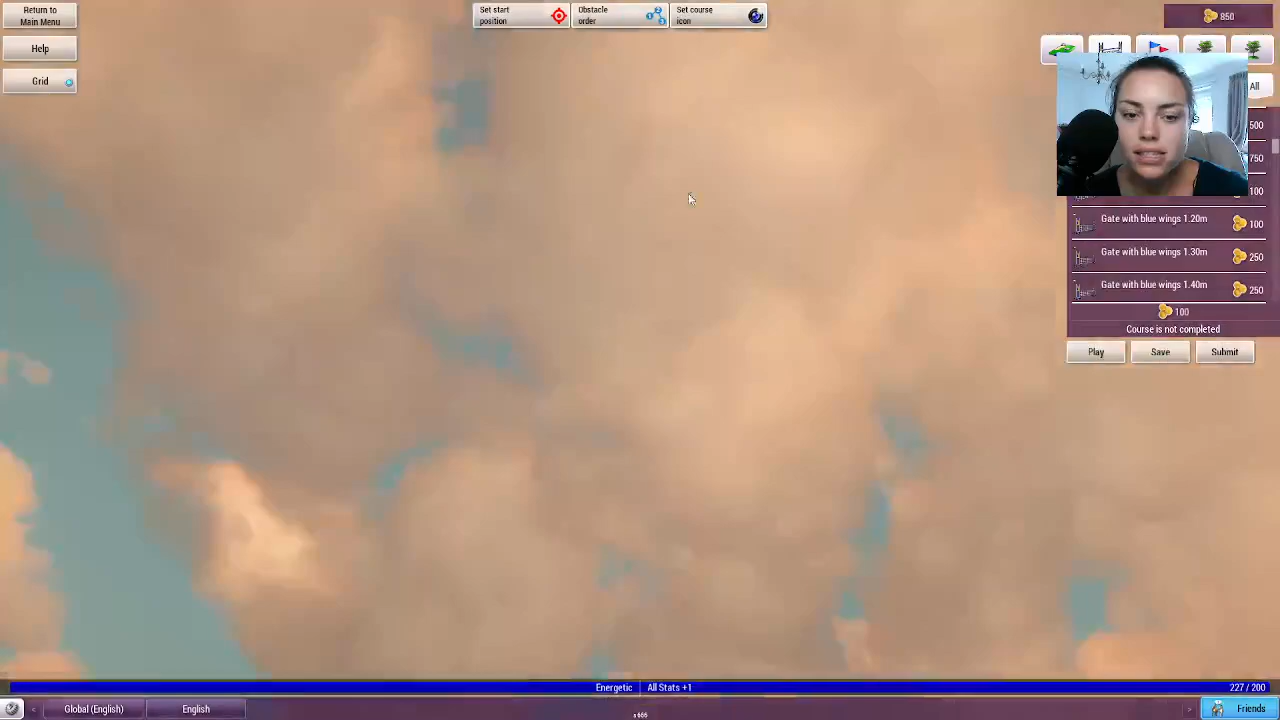 Return to
Main Menu
Set start
position
Obstacle
order
Set course
icon
850
Help
Grid
All
500
750
100
Gate with blue wings 1.20m 100
Gate with blue wings 1.30m 250
Gate with blue wings 1.40m 250
100
Course is not completed
Play Save Submit
Energetic All Stats +1 227 / 200
< Global (English) English > Friends